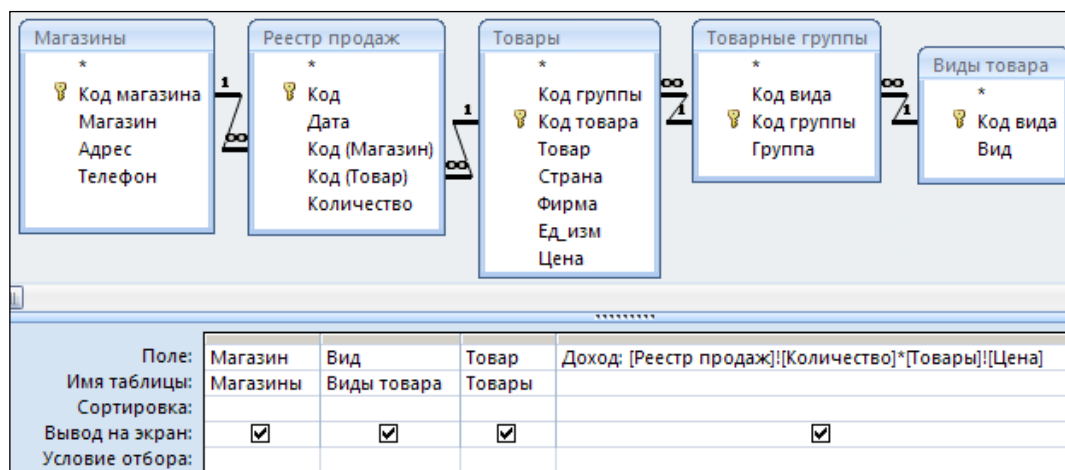 Магазины
*
Код магазина
Магазин
Адрес
Телефон
1
∞
Реестр продаж
*
Код
Дата
Код (Магазин)
Код (Товар)
Количество
1
∞
Товары
*
Код группы
Код товара
Товар
Страна
Фирма
Ед_изм
Цена
∞
1
Товарные группы
*
Код вида
Код группы
Группа
∞
1
Виды товара
*
Код вида
Вид
Поле: Магазин Вид Товар Доход: [Реестр продаж]![Количество]*[Товары]![Цена]
Имя таблицы: Магазины Виды товара Товары
Сортировка:
Вывод на экран:
Условие отбора: